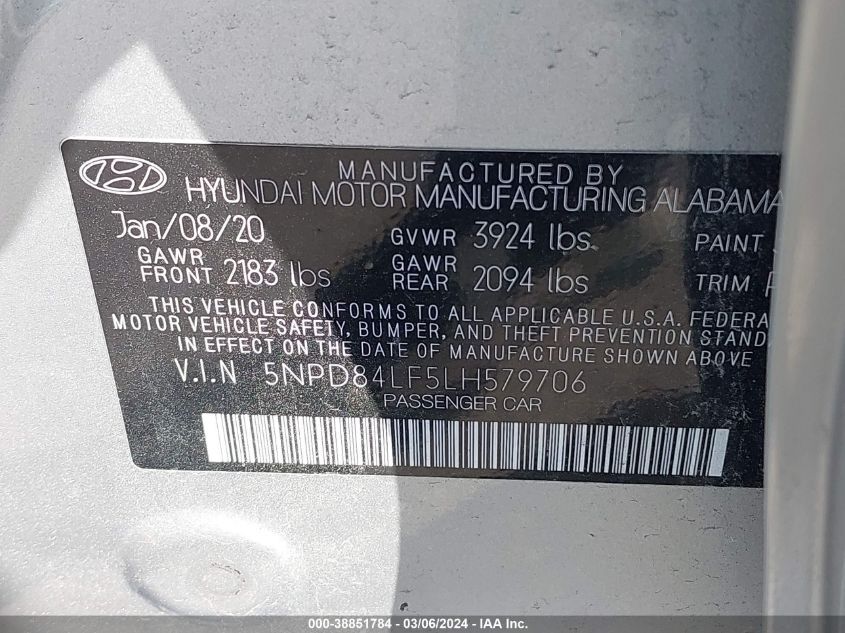 MANUFACTURED BY
HYUNDAI MOTOR MANUFACTURING ALABAMA
Jan/08/20 GVWR 3924 lbs. PAINT
GAWR FRONT 2183 lbs GAWR REAR 2094 lbs TRIM
THIS VEHICLE CONFORMS TO ALL APPLICABLE U.S.A. FEDERA
MOTOR VEHICLE SAFETY, BUMPER, AND THEFT PREVENTION STAND
IN EFFECT ON THE DATE OF MANUFACTURE SHOWN ABOVE
V.I.N 5NPD84LF5LH579706
PASSENGER CAR
000-38851784 - 03/06/2024 - IAA Inc.